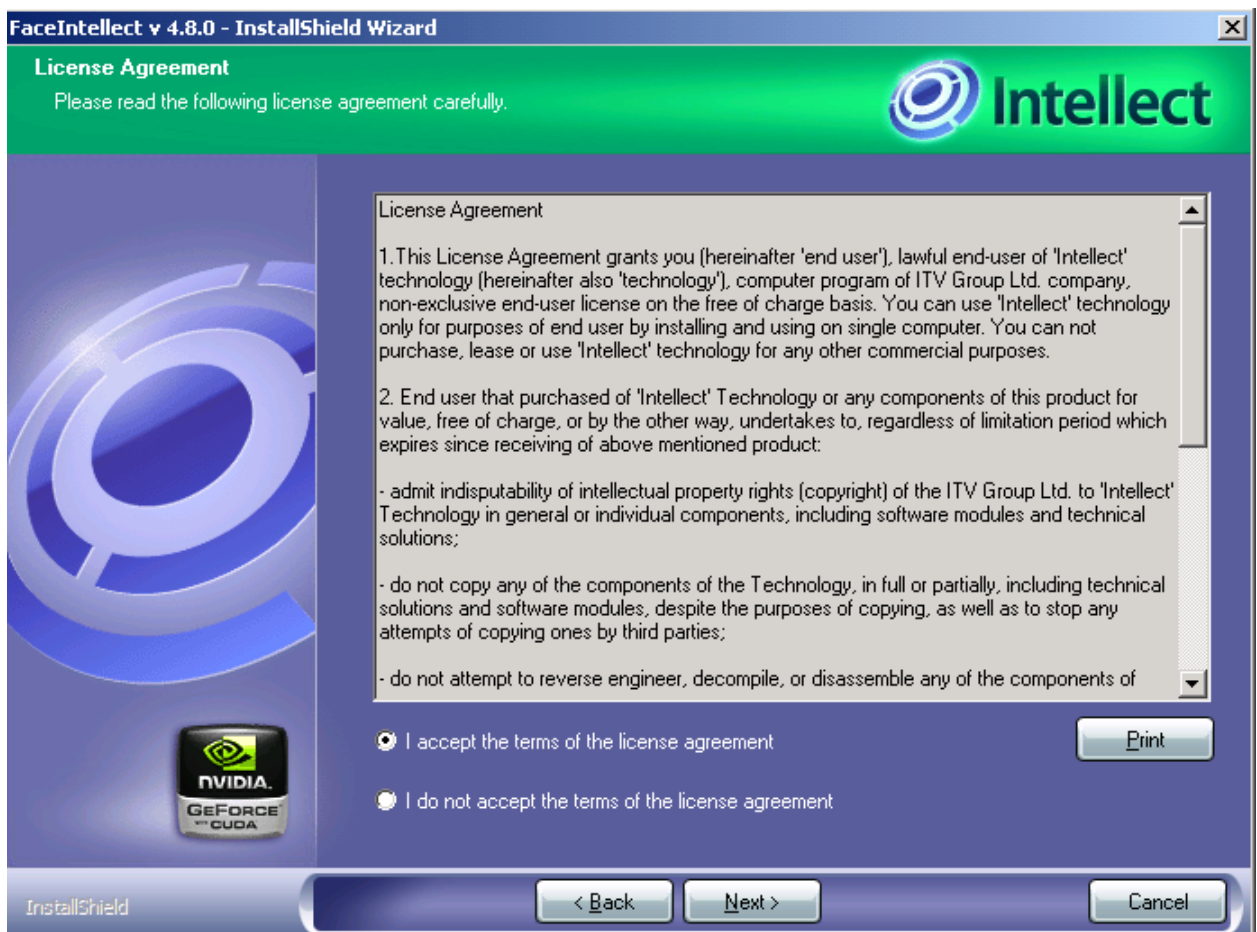 FaceIntellect v 4.8.0 - InstallShield Wizard
License Agreement
Please read the following license agreement carefully.
Intellect
License Agreement
1.This License Agreement grants you (hereinafter 'end user'), lawful end-user of 'Intellect'
technology (hereinafter also 'technology'), computer program of ITV Group Ltd. company,
non-exclusive end-user license on the free of charge basis. You can use 'Intellect' technology
only for purposes of end user by installing and using on single computer. You can not
purchase, lease or use 'Intellect' technology for any other commercial purposes.
2. End user that purchased of 'Intellect' Technology or any components of this product for
value, free of charge, or by the other way, undertakes to, regardless of limitation period which
expires since receiving of above mentioned product:
- admit indisputability of intellectual property rights (copyright) of the ITV Group Ltd. to 'Intellect'
Technology in general or individual components, including software modules and technical
solutions;
- do not copy any of the components of the Technology, in full or partially, including technical
solutions and software modules, despite the purposes of copying, as well as to stop any
attempts of copying ones by third parties;
- do not attempt to reverse engineer, decompile, or disassemble any of the components of
I accept the terms of the license agreement
Print
I do not accept the terms of the license agreement
NVIDIA.
GEFORCE
CUDA
InstallShield
< Back
Next >
Cancel